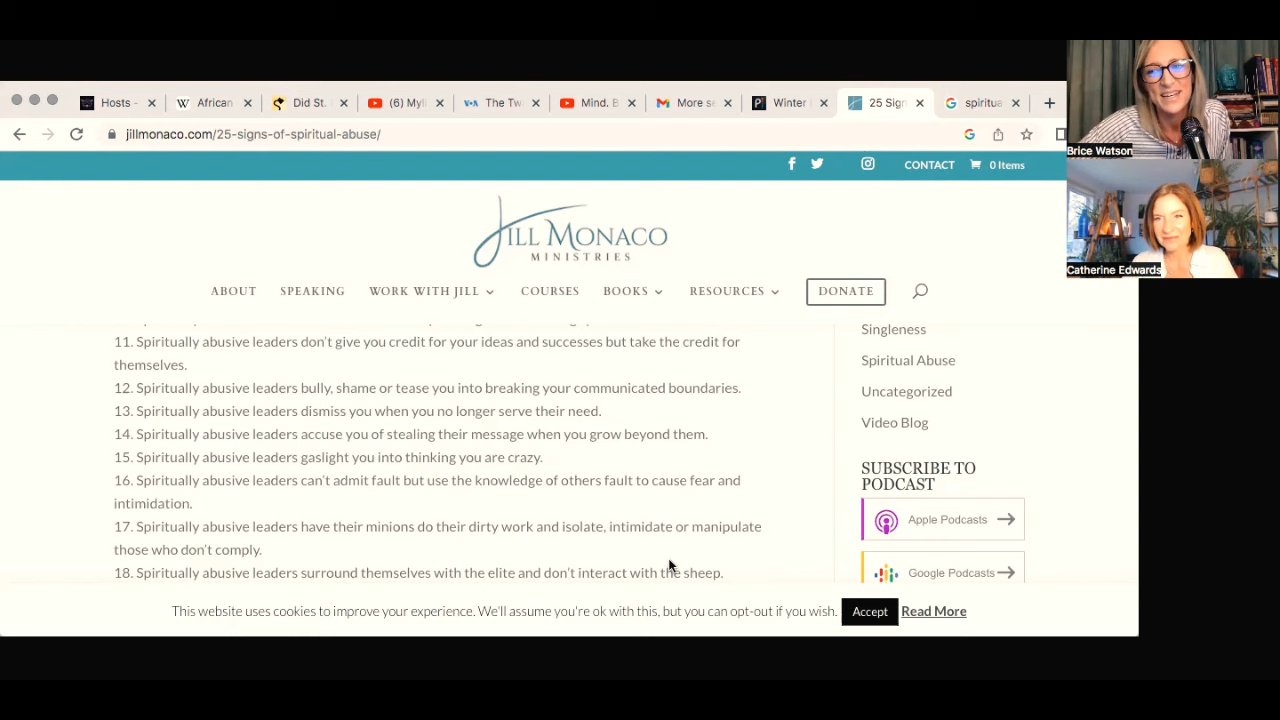 Hosts -
African
Did St.
(6) Myl
The Tw
Mind. B
More se
Winter
25 Sign
spiritua
jillmonaco.com/25-signs-of-spiritual-abuse/
CONTACT
0 Items
Brice Watson
Catherine Edwards
JILL MONACO
MINISTRIES
ABOUT SPEAKING WORK WITH JILL COURSES BOOKS RESOURCES DONATE
11. Spiritually abusive leaders don't give you credit for your ideas and successes but take the credit for
themselves.
12. Spiritually abusive leaders bully, shame or tease you into breaking your communicated boundaries.
13. Spiritually abusive leaders dismiss you when you no longer serve their need.
14. Spiritually abusive leaders accuse you of stealing their message when you grow beyond them.
15. Spiritually abusive leaders gaslight you into thinking you are crazy.
16. Spiritually abusive leaders can't admit fault but use the knowledge of others fault to cause fear and
intimidation.
17. Spiritually abusive leaders have their minions do their dirty work and isolate, intimidate or manipulate
those who don't comply.
18. Spiritually abusive leaders surround themselves with the elite and don't interact with the sheep.
Singleness
Spiritual Abuse
Uncategorized
Video Blog
SUBSCRIBE TO
PODCAST
Apple Podcasts
Google Podcasts
This website uses cookies to improve your experience. We'll assume you're ok with this, but you can opt-out if you wish. Accept Read More